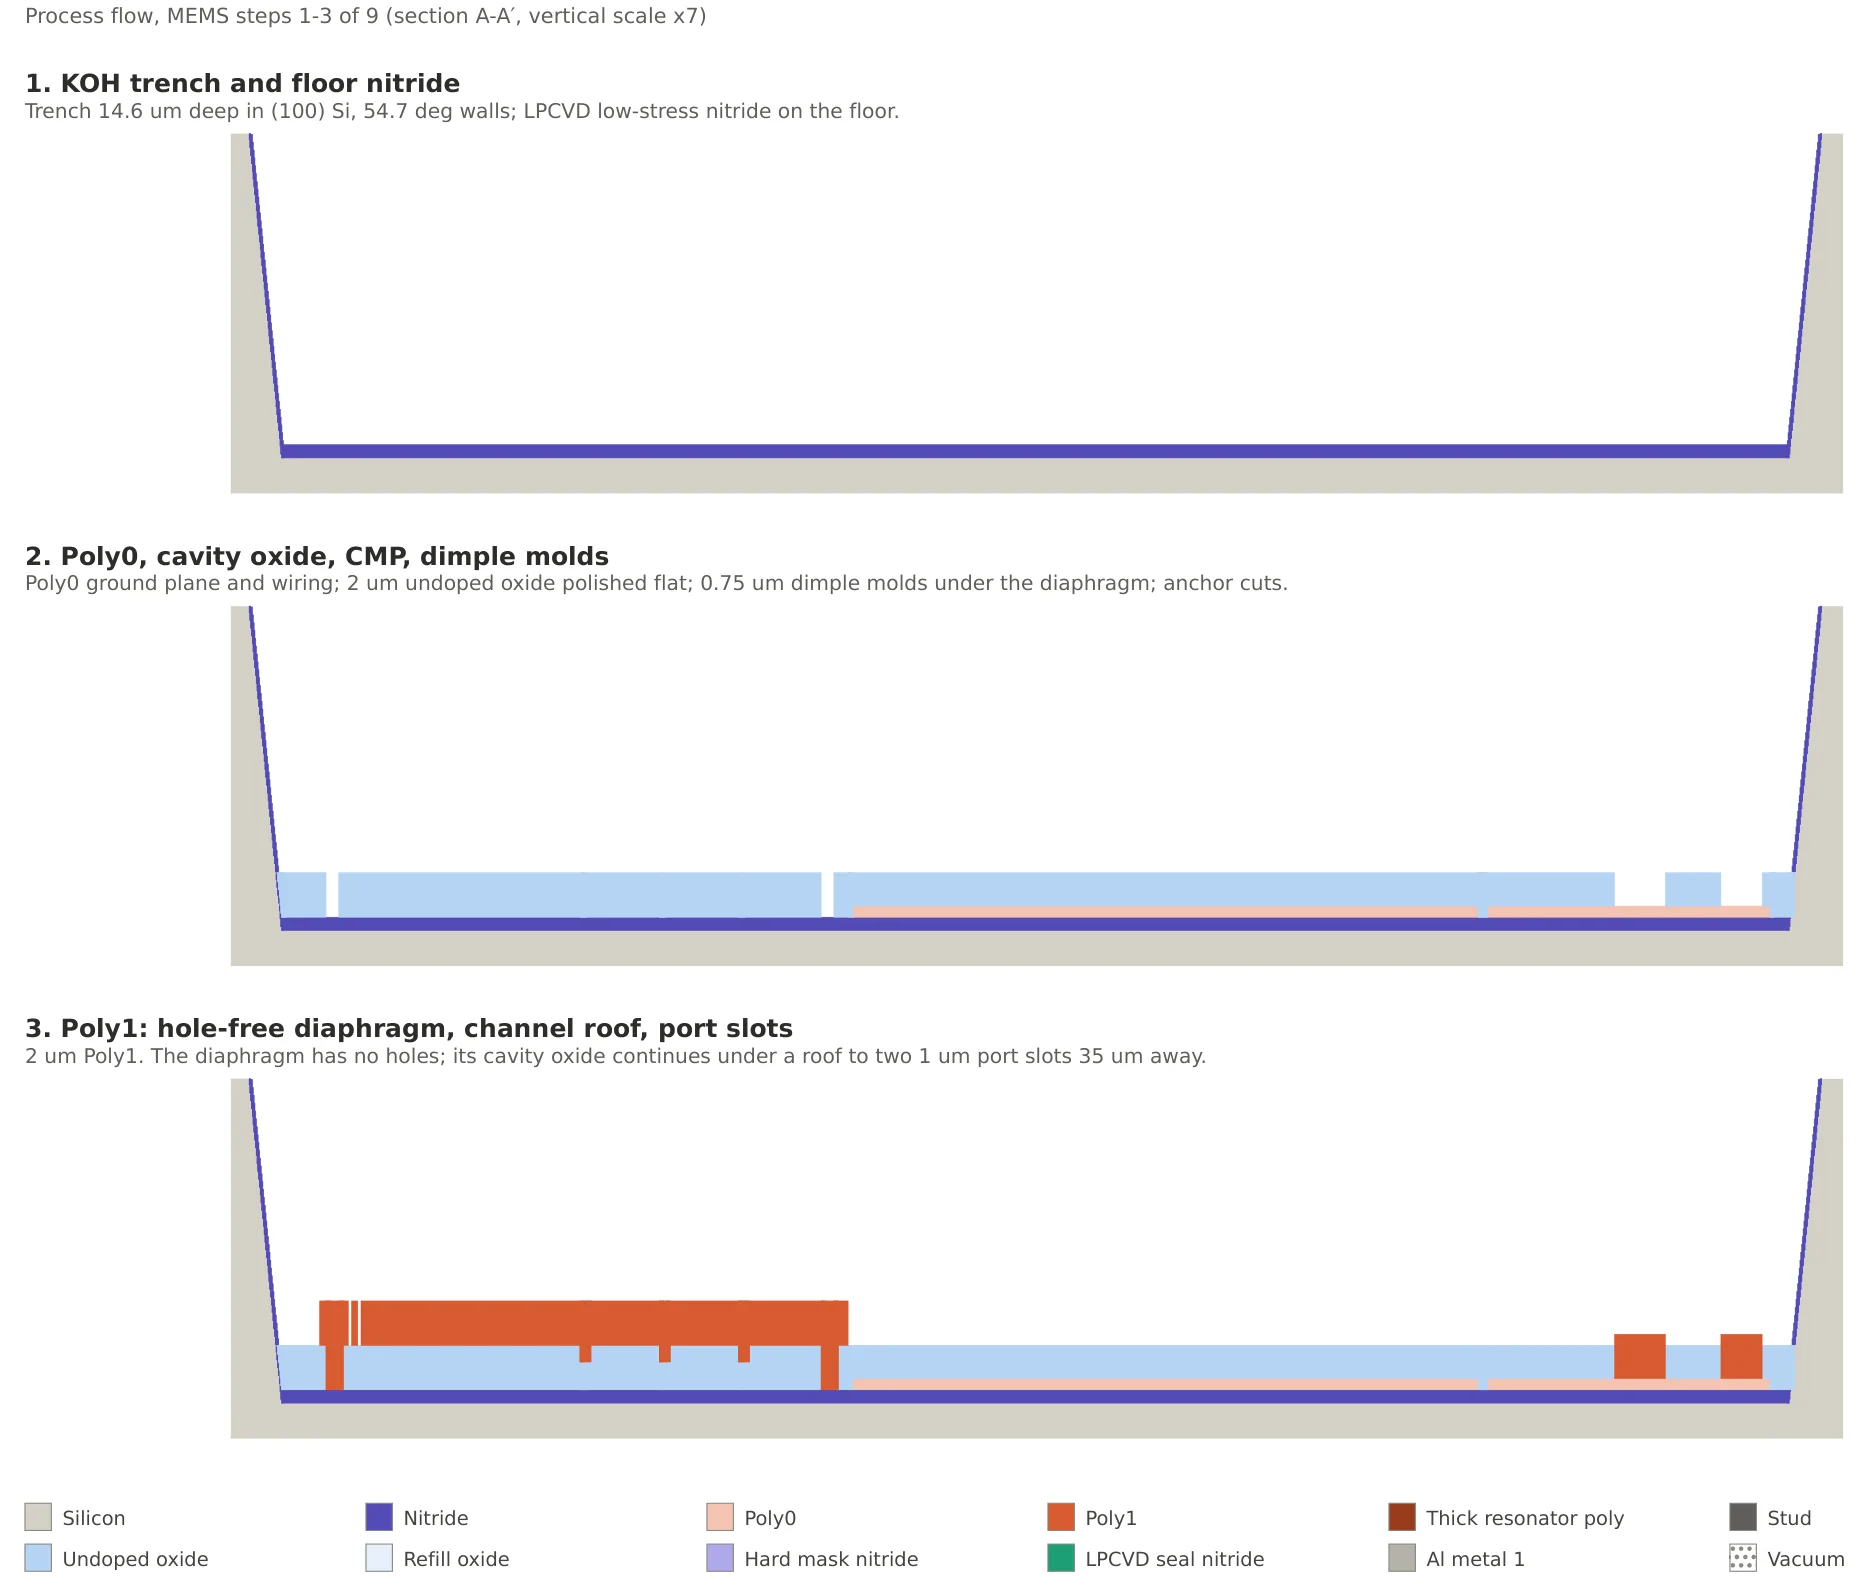 Process flow, MEMS steps 1-3 of 9 (section A-A′, vertical scale x7)
1. KOH trench and floor nitride
Trench 14.6 um deep in (100) Si, 54.7 deg walls; LPCVD low-stress nitride on the floor.
2. Poly0, cavity oxide, CMP, dimple molds
Poly0 ground plane and wiring; 2 um undoped oxide polished flat; 0.75 um dimple molds under the diaphragm; anchor cuts.
3. Poly1: hole-free diaphragm, channel roof, port slots
2 um Poly1. The diaphragm has no holes; its cavity oxide continues under a roof to two 1 um port slots 35 um away.
Silicon
Nitride
Poly0
Poly1
Thick resonator poly
Stud
Undoped oxide
Refill oxide
Hard mask nitride
LPCVD seal nitride
Al metal 1
Vacuum